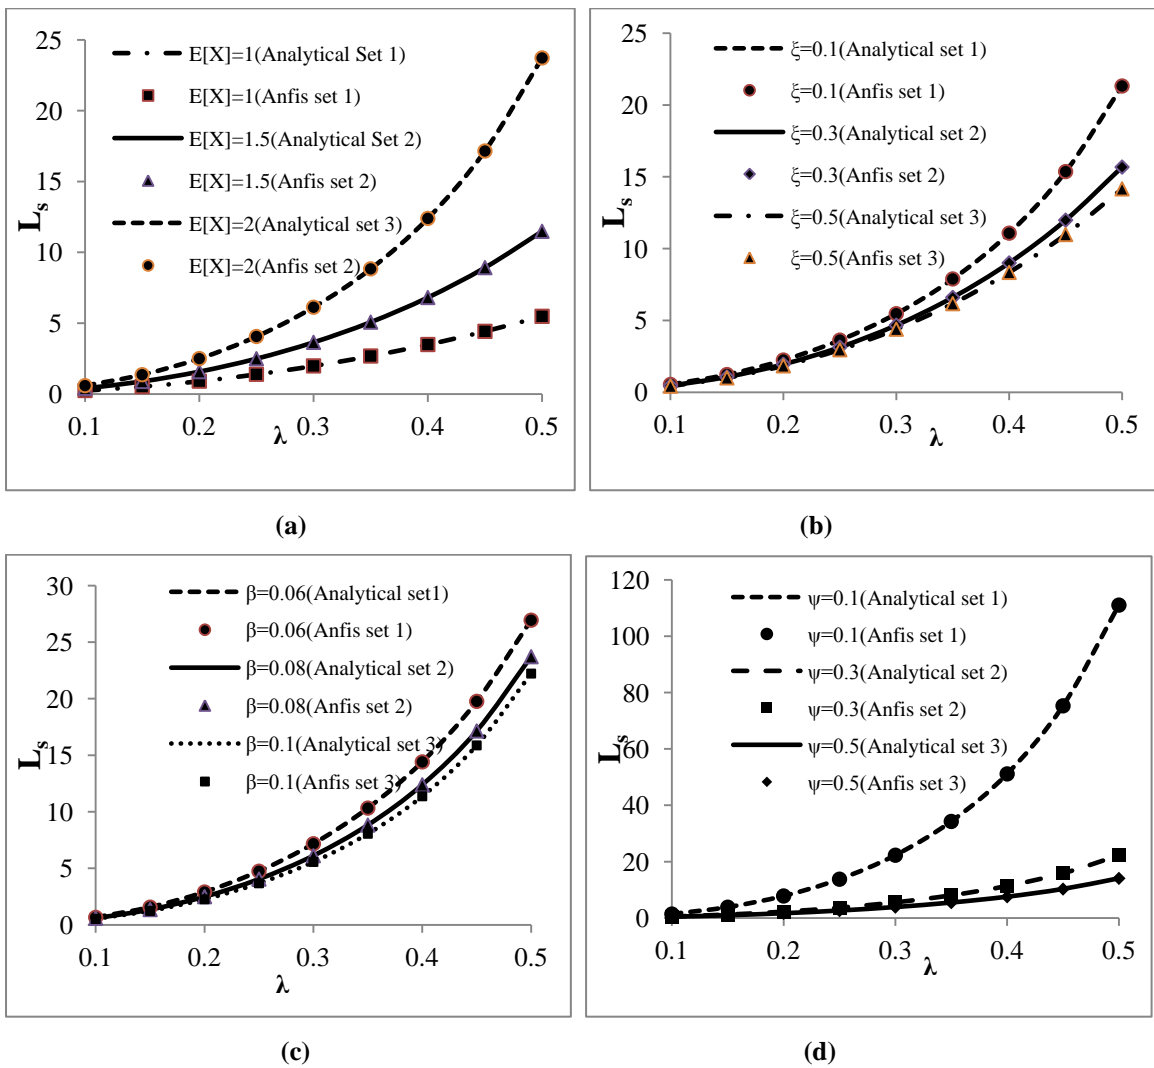 25
20
15
10
5
0
0.1
0.2
0.3
0.4
0.5
Ls
λ
E[X]=1(Analytical Set 1)
E[X]=1(Anfis set 1)
E[X]=1.5(Analytical Set 2)
E[X]=1.5(Anfis set 2)
E[X]=2(Analytical set 3)
E[X]=2(Anfis set 2)
(a)
25
20
15
10
5
0
0.1
0.2
0.3
0.4
0.5
Ls
λ
ξ=0.1(Analytical set 1)
ξ=0.1(Anfis set 1)
ξ=0.3(Analytical set 2)
ξ=0.3(Anfis set 2)
ξ=0.5(Analytical set 3)
ξ=0.5(Anfis set 3)
(b)
30
25
20
15
10
5
0
0.1
0.2
0.3
0.4
0.5
Ls
λ
β=0.06(Analytical set1)
β=0.06(Anfis set 1)
β=0.08(Analytical set 2)
β=0.08(Anfis set 2)
β=0.1(Analytical set 3)
β=0.1(Anfis set 3)
(c)
120
100
80
60
40
20
0
0.1
0.2
0.3
0.4
0.5
Ls
λ
ψ=0.1(Analytical set 1)
ψ=0.1(Anfis set 1)
ψ=0.3(Analytical set 2)
ψ=0.3(Anfis set 2)
ψ=0.5(Analytical set 3)
ψ=0.5(Anfis set 3)
(d)